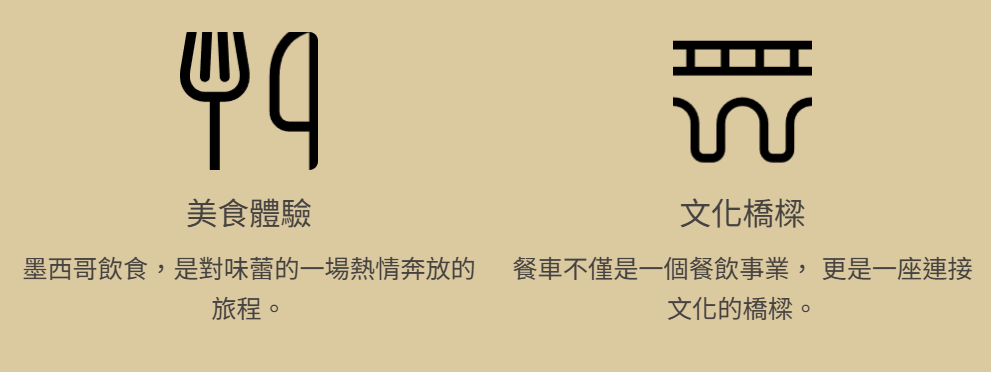 美食體驗
墨西哥飲食，是對味蕾的一場熱情奔放的
旅程。
文化橋樑
餐車不僅是一個餐飲事業， 更是一座連接
文化的橋樑。